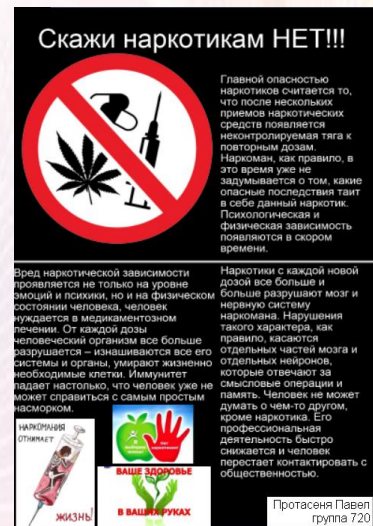 Скажи наркотикам НЕТ!!!
Главной опасностью
наркотиков считается то,
что после нескольких
приемов наркотических
средств появляется
неконтролируемая тяга к
повторным дозам.
Наркоман, как правило, в
это время уже не
задумывается о том, какие
опасные последствия таит
в себе данный наркотик.
Психологическая и
физическая зависимость
появляются в скором
времени.
Вред наркотической зависимости
проявляется не только на уровне
эмоций и психики, но и на физическом
состоянии человека, человек
нуждается в медикаментозном
лечении. От каждой дозы
человеческий организм все больше
разрушается – изнашиваются все его
системы и органы, умирают жизненно
необходимые клетки. Иммунитет
падает настолько, что человек уже не
может справиться с самым простым
насморком.
Наркотики с каждой новой
дозой все больше и
больше разрушают мозг и
нервную систему
наркомана. Нарушения
такого характера, как
правило, касаются
отдельных частей мозга и
отдельных нейронов,
которые отвечают за
смысловые операции и
память. Человек не может
думать о чем-то другом,
кроме наркотика. Его
профессиональная
деятельность быстро
снижается и человек
перестает контактировать с
общественностью.
НАРКОМАНИЯ
ОТНИМАЕТ
ЖИЗНЬ!
ВАШЕ ЗДОРОВЬЕ
В ВАШИХ РУКАХ
Протасеня Павел
группа 720